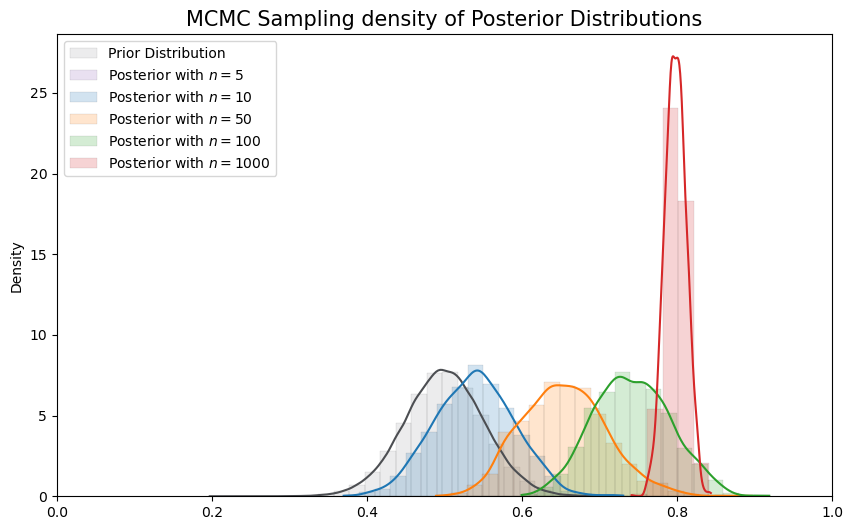 MCMC Sampling density of Posterior Distributions
Prior Distribution
Posterior with n = 5
Posterior with n = 10
Posterior with n = 50
Posterior with n = 100
Posterior with n = 1000
Density
25
20
15
10
5
0
0.0 0.2 0.4 0.6 0.8 1.0